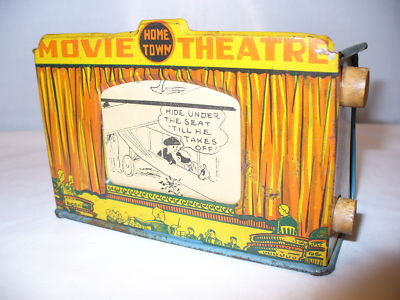 HOME
MOVIE TOWN THEATRE
HIDE UNDER
THE SEAT
'TILL HE
TAKES
OFF!